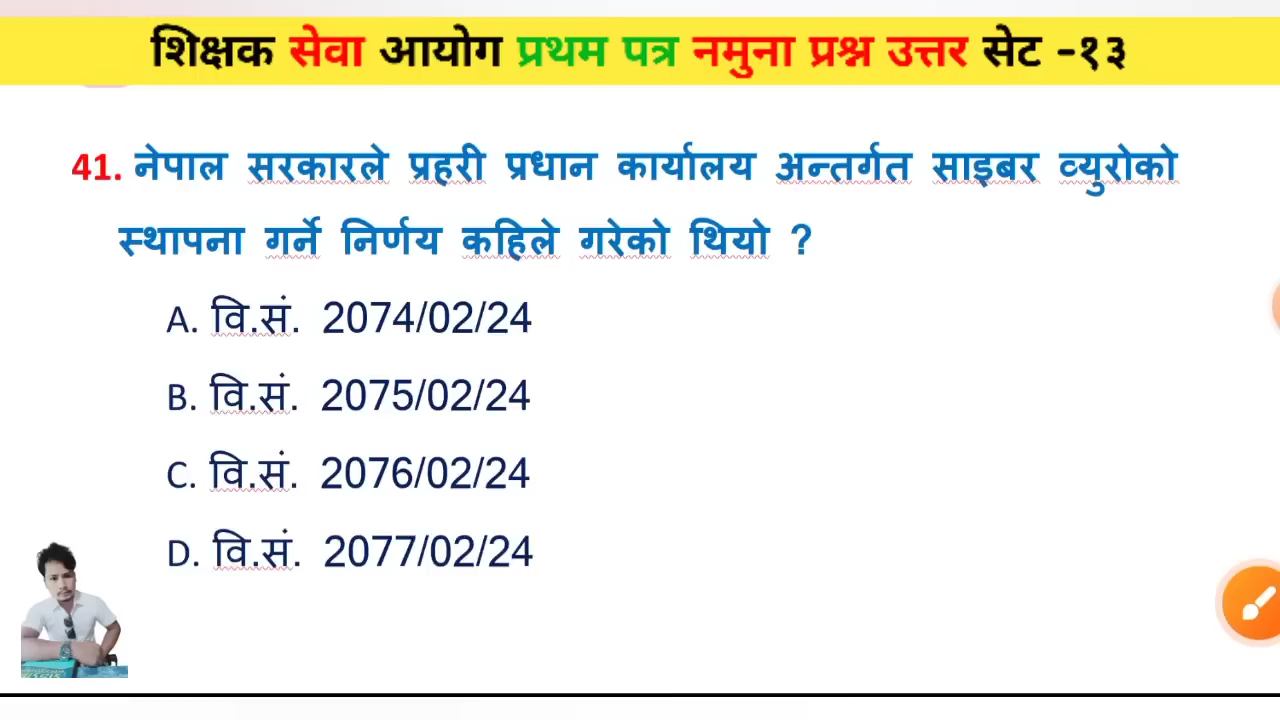 शिक्षक सेवा आयोग प्रथम पत्र नमुना प्रश्न उत्तर सेट -१३
41. नेपाल सरकारले प्रहरी प्रधान कार्यालय अन्तर्गत साइबर व्युरोको
स्थापना गर्ने निर्णय कहिले गरेको थियो ?
A. वि.सं. 2074/02/24
B. वि.सं. 2075/02/24
C. वि.सं. 2076/02/24
D. वि.सं. 2077/02/24